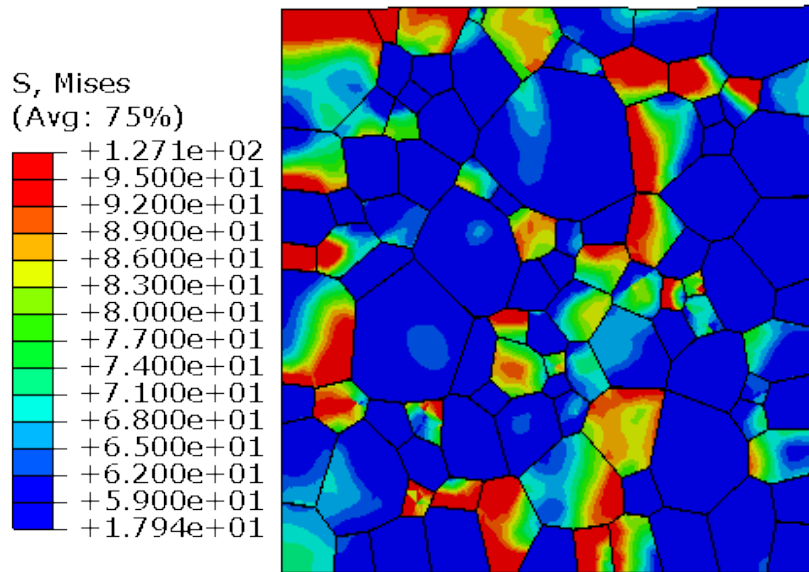 S, Mises
(Avg: 75%)
+1.271e+02
+9.500e+01
+9.200e+01
+8.900e+01
+8.600e+01
+8.300e+01
+8.000e+01
+7.700e+01
+7.400e+01
+7.100e+01
+6.800e+01
+6.500e+01
+6.200e+01
+5.900e+01
+1.794e+01